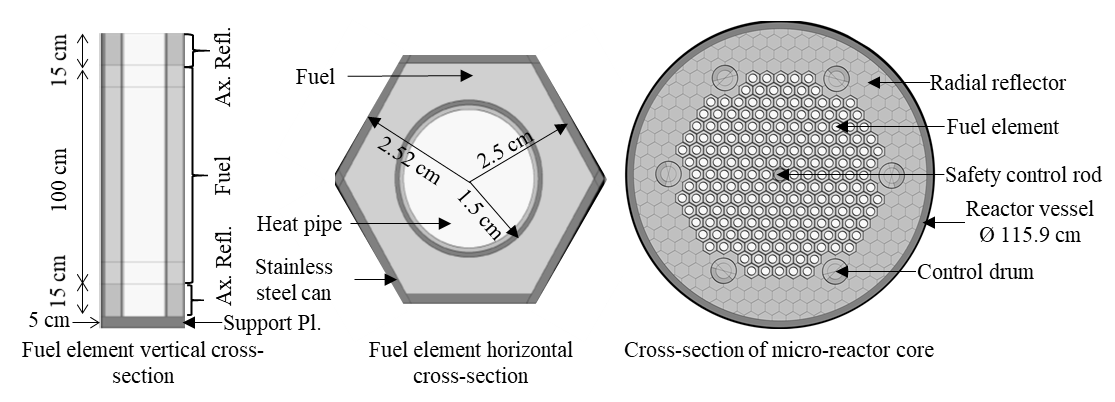 15 cm
Ax. Refl.
100 cm
Fuel
15 cm
Ax. Refl.
5 cm
Support Pl.
Fuel element vertical cross-
section
Fuel
2.52 cm
2.5 cm
1.5 cm
Heat pipe
Stainless
steel can
Fuel element horizontal
cross-section
Radial reflector
Fuel element
Safety control rod
Reactor vessel
Ø 115.9 cm
Control drum
Cross-section of micro-reactor core